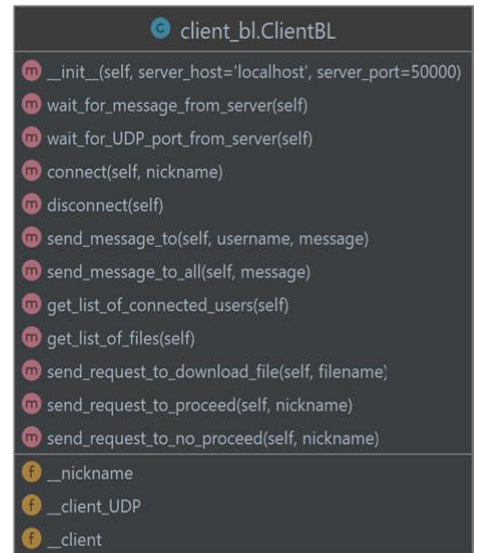 C client_bl.ClientBL
m __init__(self, server_host='localhost', server_port=50000)
m wait_for_message_from_server(self)
m wait_for_UDP_port_from_server(self)
m connect(self, nickname)
m disconnect(self)
m send_message_to(self, username, message)
m send_message_to_all(self, message)
m get_list_of_connected_users(self)
m get_list_of_files(self)
m send_request_to_download_file(self, filename)
m send_request_to_proceed(self, nickname)
m send_request_to_no_proceed(self, nickname)
f __nickname
f __client_UDP
f __client